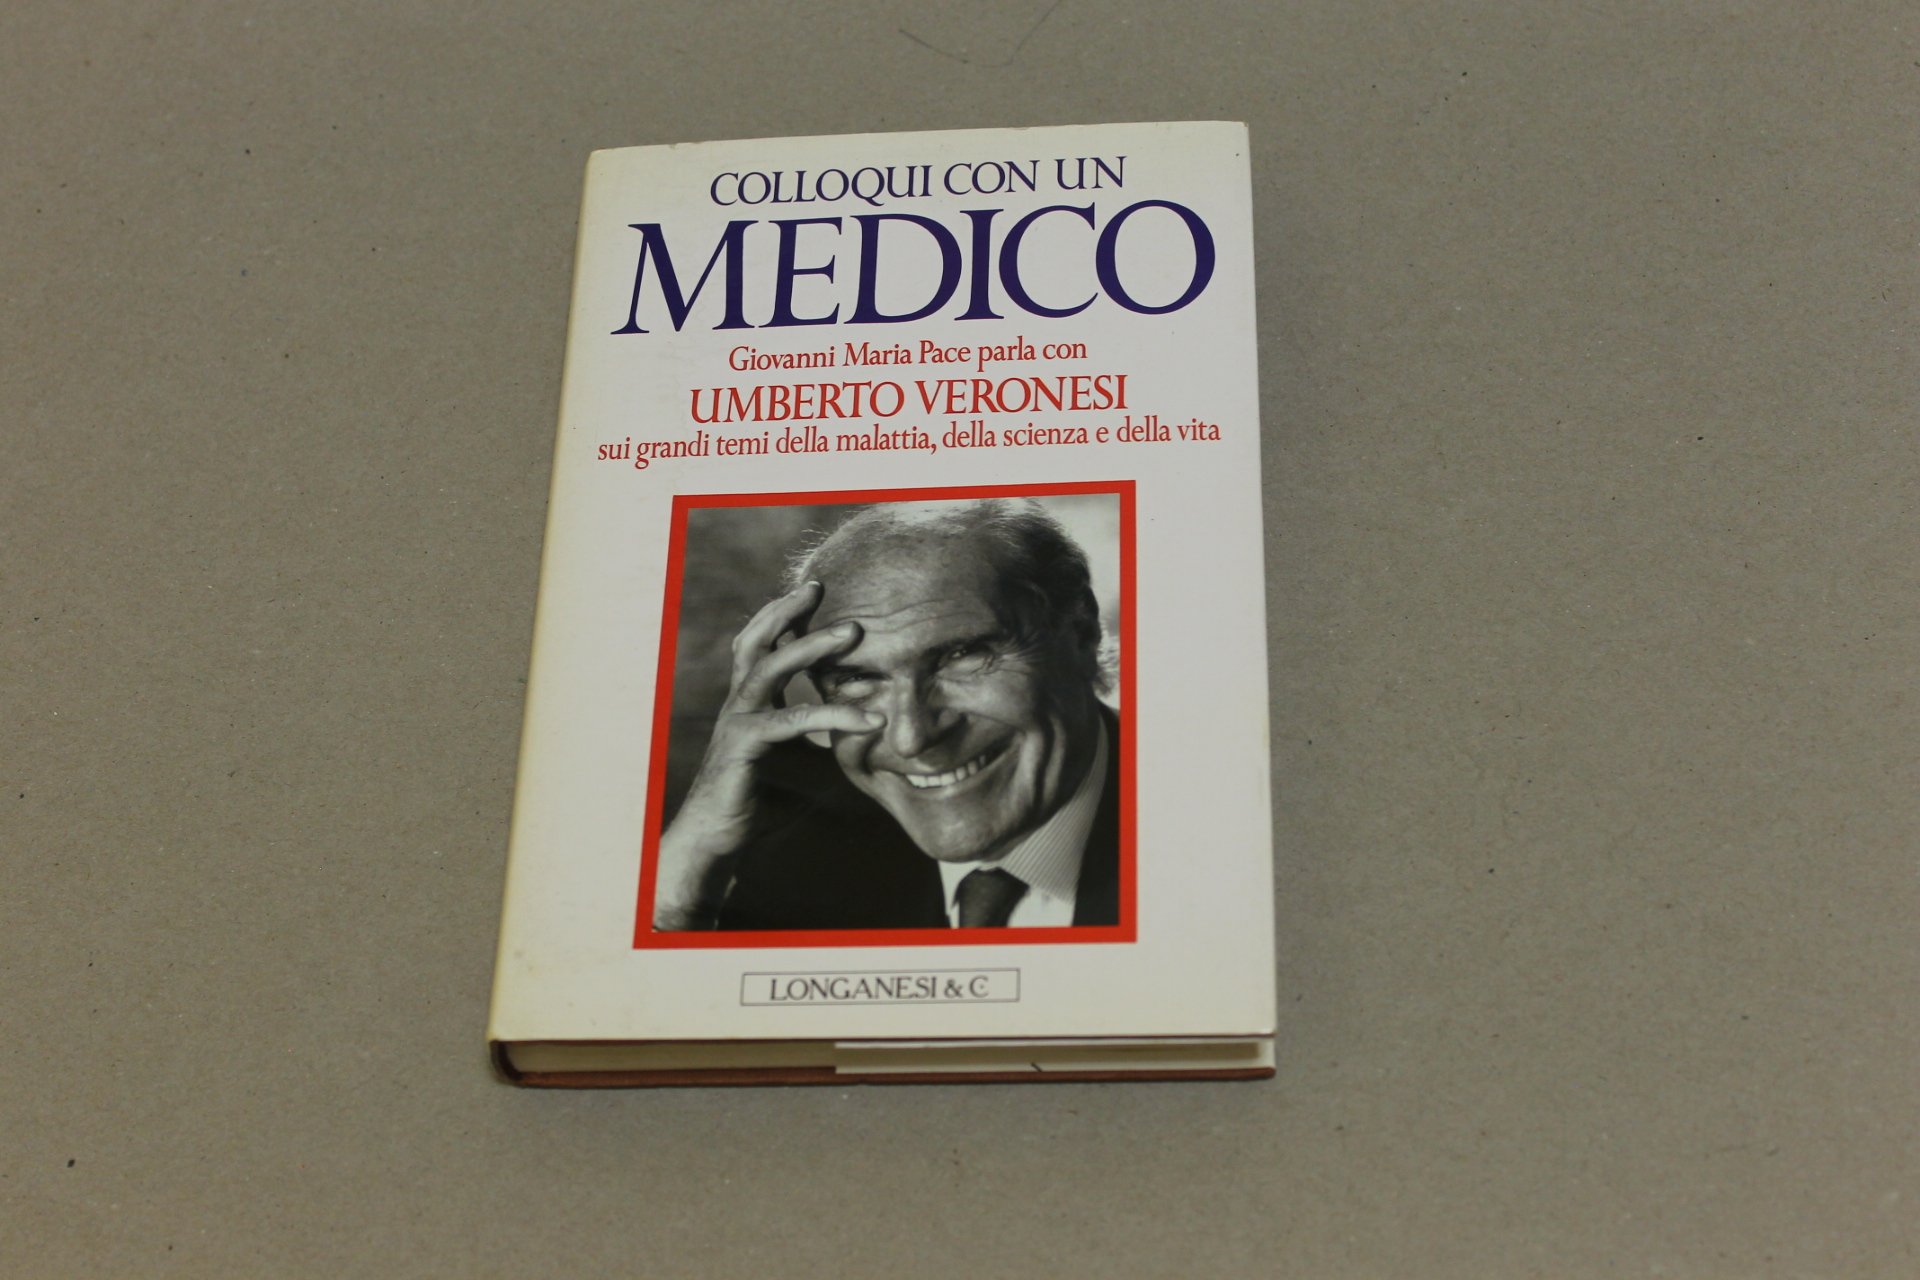 COLLOQUI CON UN
MEDICO
Giovanni Maria Pace parla con
UMBERTO VERONESI
sui grandi temi della malattia, della scienza e della vita
LONGANESI & C.